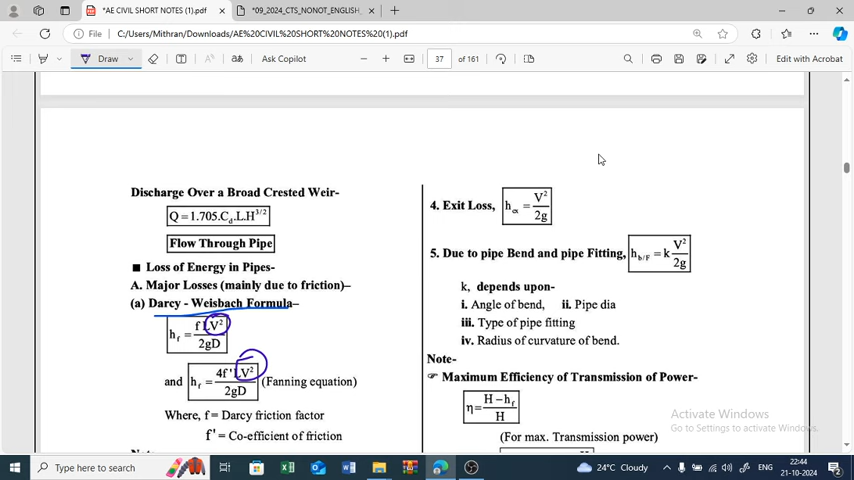 *AE CIVIL SHORT NOTES (1).pdf
*09_2024_CTS_NONOT_ENGLISH_
File
C:/Users/Mithran/Downloads/AE%20CIVIL%20SHORT%20NOTES%20(1).pdf
Draw
Ask Copilot
37 of 161
Edit with Acrobat
Discharge Over a Broad Crested Weir-
Q = 1.705.C_d.L.H^{3/2}
Flow Through Pipe
■ Loss of Energy in Pipes-
A. Major Losses (mainly due to friction)–
(a) Darcy - Weisbach Formula–
h_f = f LV² / 2gD
and h_f = 4f'LV² / 2gD (Fanning equation)
Where, f = Darcy friction factor
f' = Co-efficient of friction
4. Exit Loss, = V² / 2g
5. Due to pipe Bend and pipe Fitting, h_{b/F} = k V² / 2g
k, depends upon-
i. Angle of bend, ii. Pipe dia
iii. Type of pipe fitting
iv. Radius of curvature of bend.
Note-
☞ Maximum Efficiency of Transmission of Power-
η = H – h_f / H
(For max. Transmission power)
Activate Windows
Go to Settings to activate Windows.
Type here to search
24°C Cloudy
ENG
22:44
21-10-2024
2